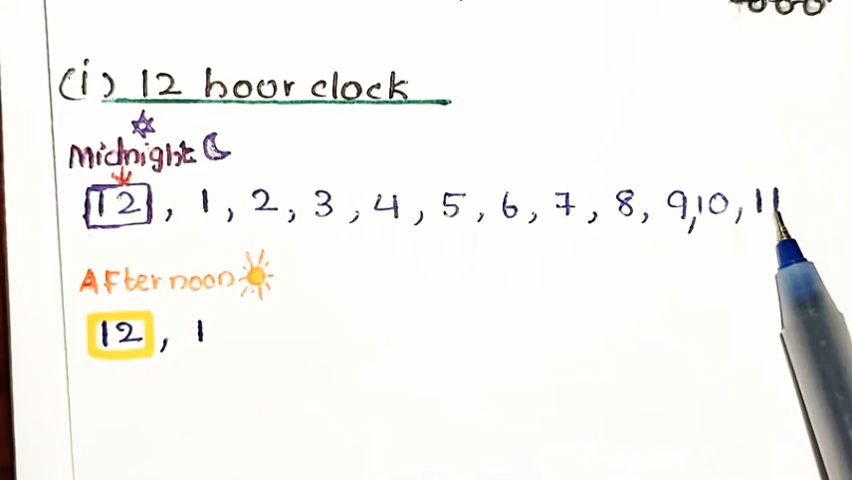 (i) 12 hour clock
Midnight
12, 1, 2, 3, 4, 5, 6, 7, 8, 9, 10, 11
Afternoon
12, 1